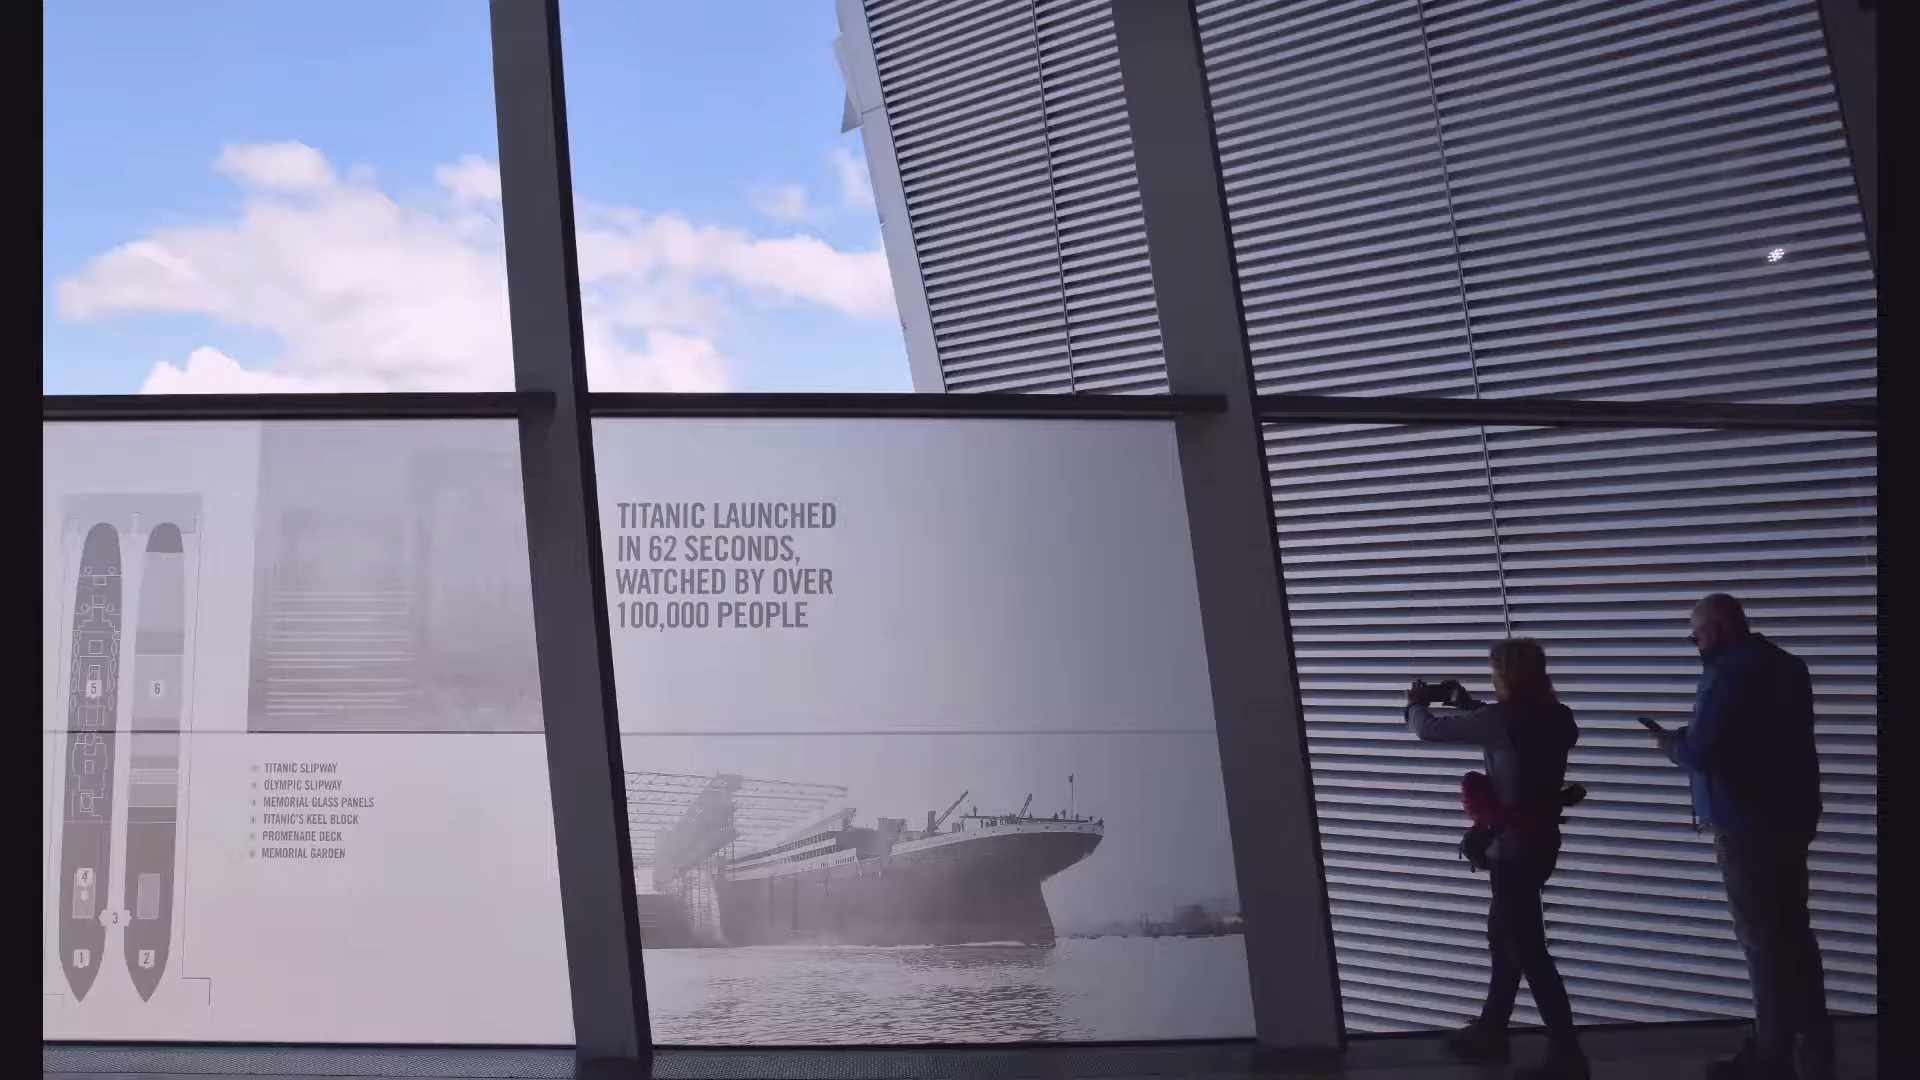 TITANIC LAUNCHED
IN 62 SECONDS,
WATCHED BY OVER
100,000 PEOPLE
5
6
4
3
1
2
TITANIC SLIPWAY
OLYMPIC SLIPWAY
MEMORIAL GLASS PANELS
TITANIC'S KEEL BLOCK
PROMENADE DECK
MEMORIAL GARDEN